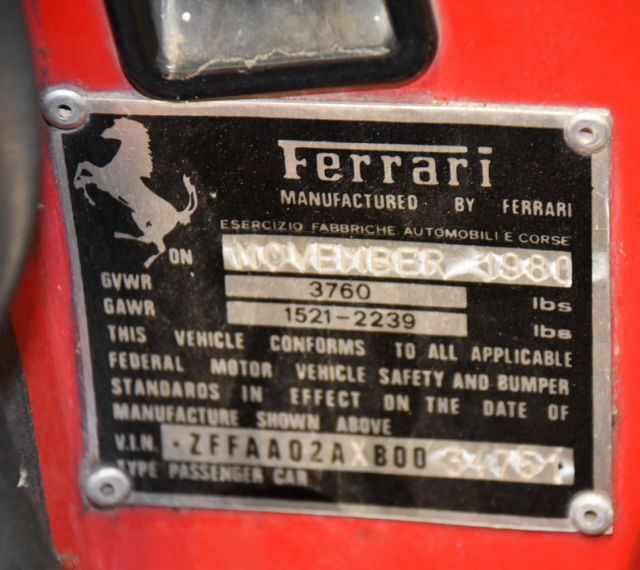 Ferrari
MANUFACTURED BY FERRARI
ESERCIZIO FABBRICHE AUTOMOBILI E CORSE
ON NOVEMBER 1980
GVWR 3760 lbs
GAWR 1521-2239 lbs
THIS VEHICLE CONFORMS TO ALL APPLICABLE
FEDERAL MOTOR VEHICLE SAFETY AND BUMPER
STANDARDS IN EFFECT ON THE DATE OF
MANUFACTURE SHOWN ABOVE
V.I.N. ·ZFFAA02AXB0034751
TYPE PASSENGER CAR